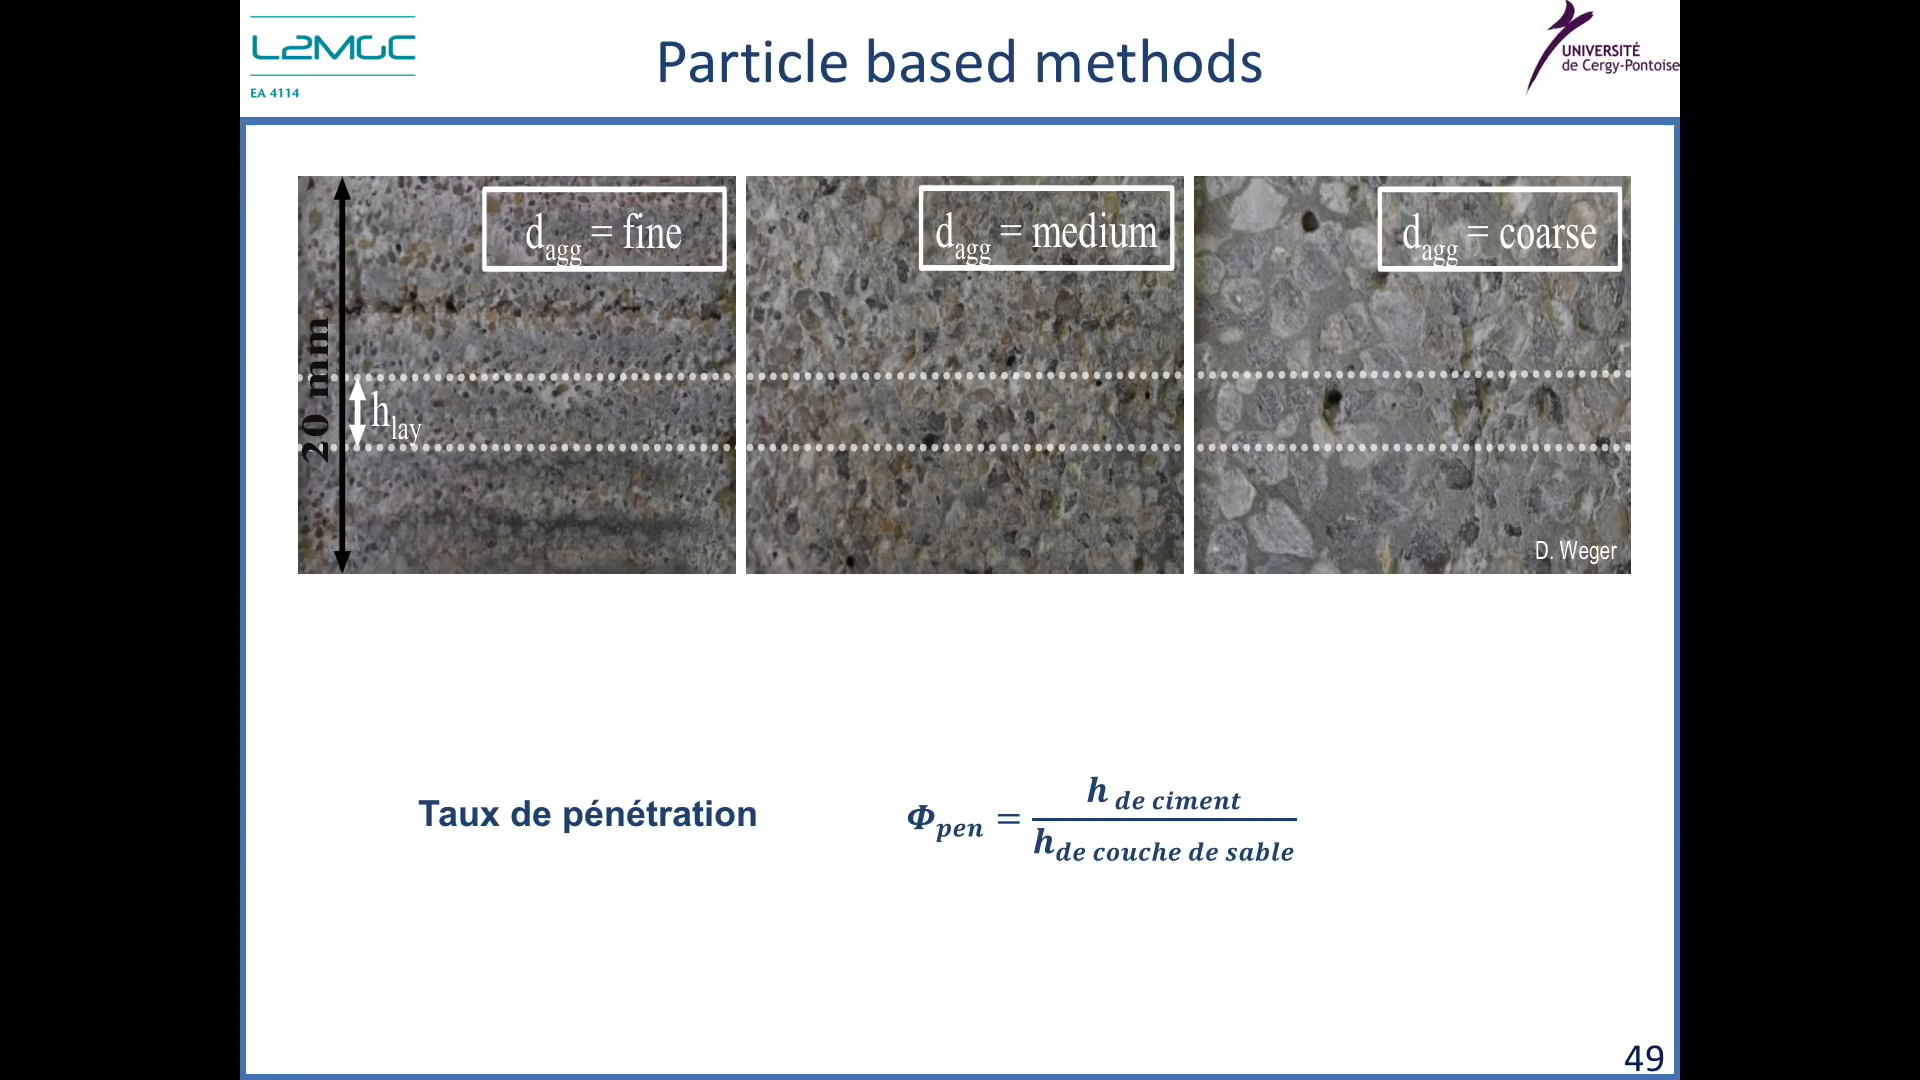 L2MGC
EA 4114
Particle based methods
UNIVERSITÉ
de Cergy-Pontoise
d_agg = fine
d_agg = medium
d_agg = coarse
20 mm
h_lay
D. Weger
Taux de pénétration
Φ_pen = h de ciment / h de couche de sable
49